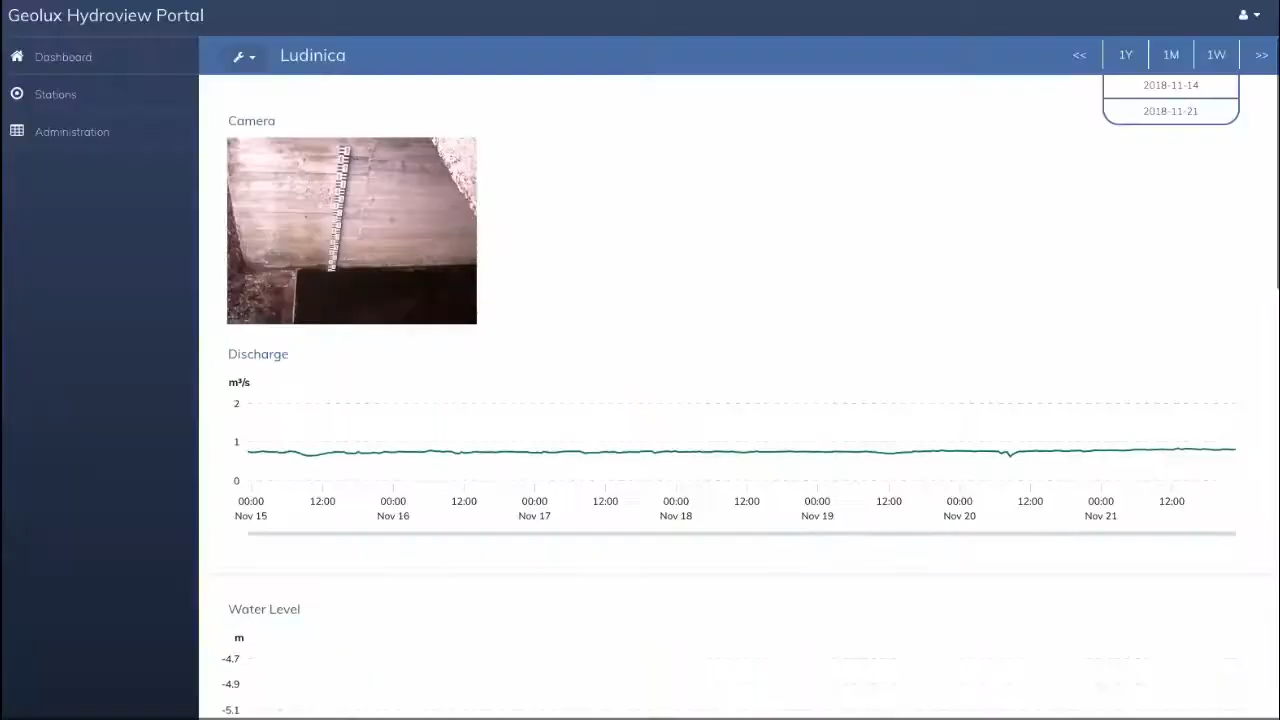 Geolux Hydroview Portal
Dashboard
Stations
Administration
Ludinica
<< 1Y 1M 1W >>
2018-11-14
2018-11-21
Camera
Discharge
m³/s
2
1
0
00:00 12:00 00:00 12:00 00:00 12:00 00:00 12:00 00:00 12:00 00:00 12:00 00:00 12:00
Nov 15 Nov 16 Nov 17 Nov 18 Nov 19 Nov 20 Nov 21
Water Level
m
-4.7
-4.9
-5.1